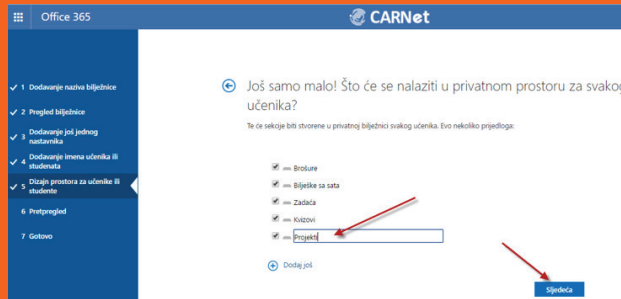 Office 365
CARNet
✓ 1 Dodavanje naziva bilježnice
✓ 2 Pregled bilježnice
✓ 3 Dodavanje još jednog
nastavnika
✓ 4 Dodavanje imena učenika ili
studenata
✓ 5 Dizajn prostora za učenike ili
studente
6 Pretpregled
7 Gotovo
Još samo malo! Što će se nalaziti u privatnom prostoru za svakog
učenika?
Te će sekcije biti stvorene u privatnoj bilježnici svakog učenika. Evo nekoliko prijedloga:
Brošure
Bilješke sa sata
Zadaća
Kvizovi
Projekti
Dodaj još
Sljedeća